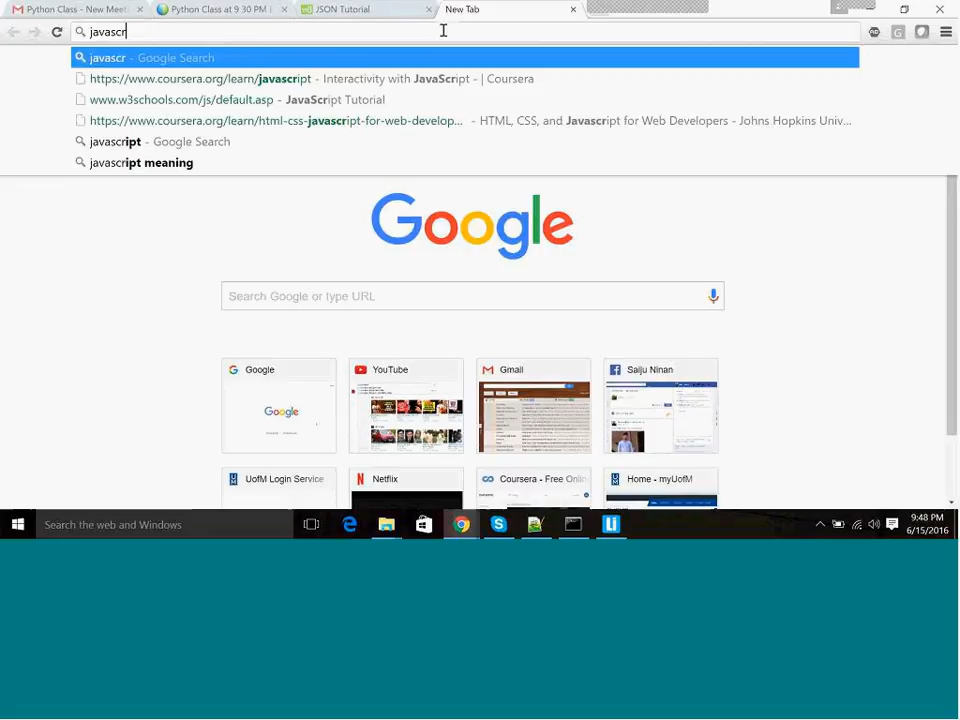 Python Class - New Meet
Python Class at 9 30 PM
JSON Tutorial
New Tab
javascr
javascr - Google Search
https://www.coursera.org/learn/javascript - Interactivity with JavaScript - | Coursera
www.w3schools.com/js/default.asp - JavaScript Tutorial
https://www.coursera.org/learn/html-css-javascript-for-web-develop... - HTML, CSS, and Javascript for Web Developers - Johns Hopkins Univ...
javascript - Google Search
javascript meaning
Google
Search Google or type URL
Google
YouTube
Gmail
Saiju Ninan
Google
UofM Login Service
Netflix
Coursera - Free Onlin
Home - myUofM
Search the web and Windows
9:48 PM
6/15/2016